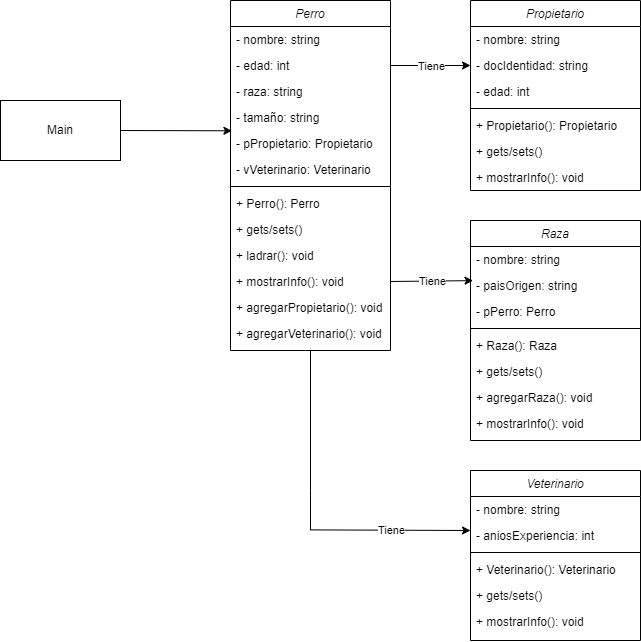 Main
Perro
- nombre: string
- edad: int
- raza: string
- tamaño: string
- pPropietario: Propietario
- vVeterinario: Veterinario
+ Perro(): Perro
+ gets/sets()
+ ladrar(): void
+ mostrarInfo(): void
+ agregarPropietario(): void
+ agregarVeterinario(): void
Tiene
Propietario
- nombre: string
- docIdentidad: string
- edad: int
+ Propietario(): Propietario
+ gets/sets()
+ mostrarInfo(): void
Tiene
Raza
- nombre: string
- paisOrigen: string
- pPerro: Perro
+ Raza(): Raza
+ gets/sets()
+ agregarRaza(): void
+ mostrarInfo(): void
Tiene
Veterinario
- nombre: string
- aniosExperiencia: int
+ Veterinario(): Veterinario
+ gets/sets()
+ mostrarInfo(): void